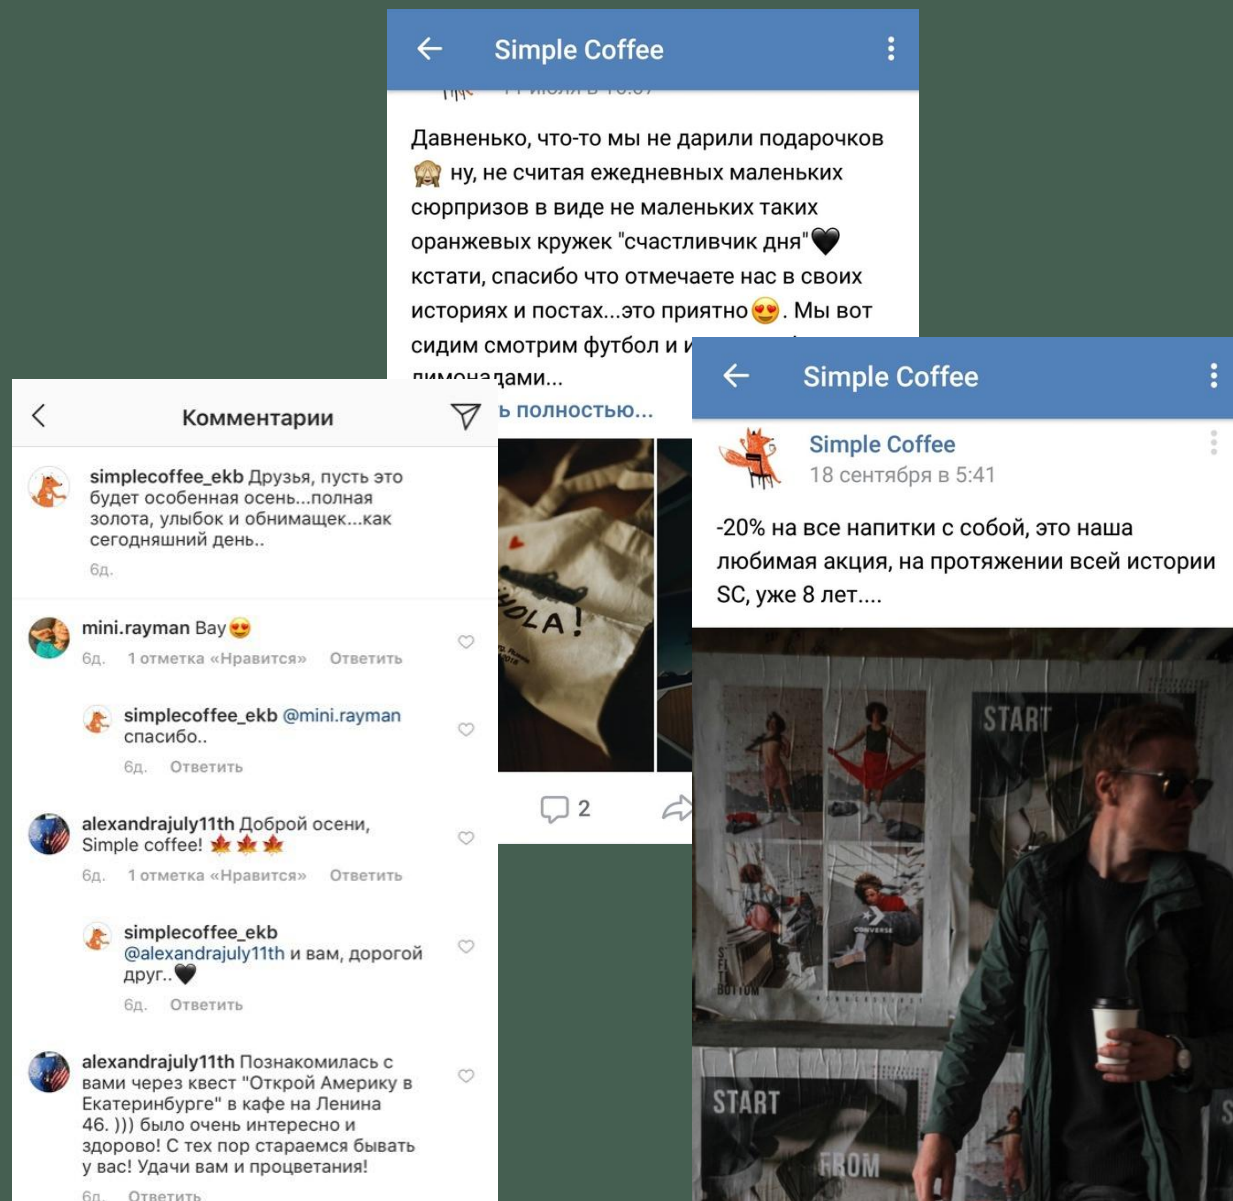 Simple Coffee
Давненько, что-то мы не дарили подарочков
🙈 ну, не считая ежедневных маленьких
сюрпризов в виде не маленьких таких
оранжевых кружек "счастливчик дня"🖤
кстати, спасибо что отмечаете нас в своих
историях и постах...это приятно😍. Мы вот
сидим смотрим футбол и и
лимонадами...
ь полностью...
HOLA!
2
Комментарии
simplecoffee_ekb Друзья, пусть это
будет особенная осень...полная
золота, улыбок и обнимащек...как
сегодняшний день..
6д.
mini.rayman Вау😍
6д. 1 отметка «Нравится» Ответить
simplecoffee_ekb @mini.rayman
спасибо..
6д. Ответить
alexandrajuly11th Доброй осени,
Simple coffee! 🍁🍁🍁
6д. 1 отметка «Нравится» Ответить
simplecoffee_ekb
@alexandrajuly11th и вам, дорогой
друг..🖤
6д. Ответить
alexandrajuly11th Познакомилась с
вами через квест "Открой Америку в
Екатеринбурге" в кафе на Ленина
46. ))) было очень интересно и
здорово! С тех пор стараемся бывать
у вас! Удачи вам и процветания!
6д. Ответить
Simple Coffee
Simple Coffee
18 сентября в 5:41
-20% на все напитки с собой, это наша
любимая акция, на протяжении всей истории
SC, уже 8 лет....
START
CONVERSE
BOTTOM
START
FROM